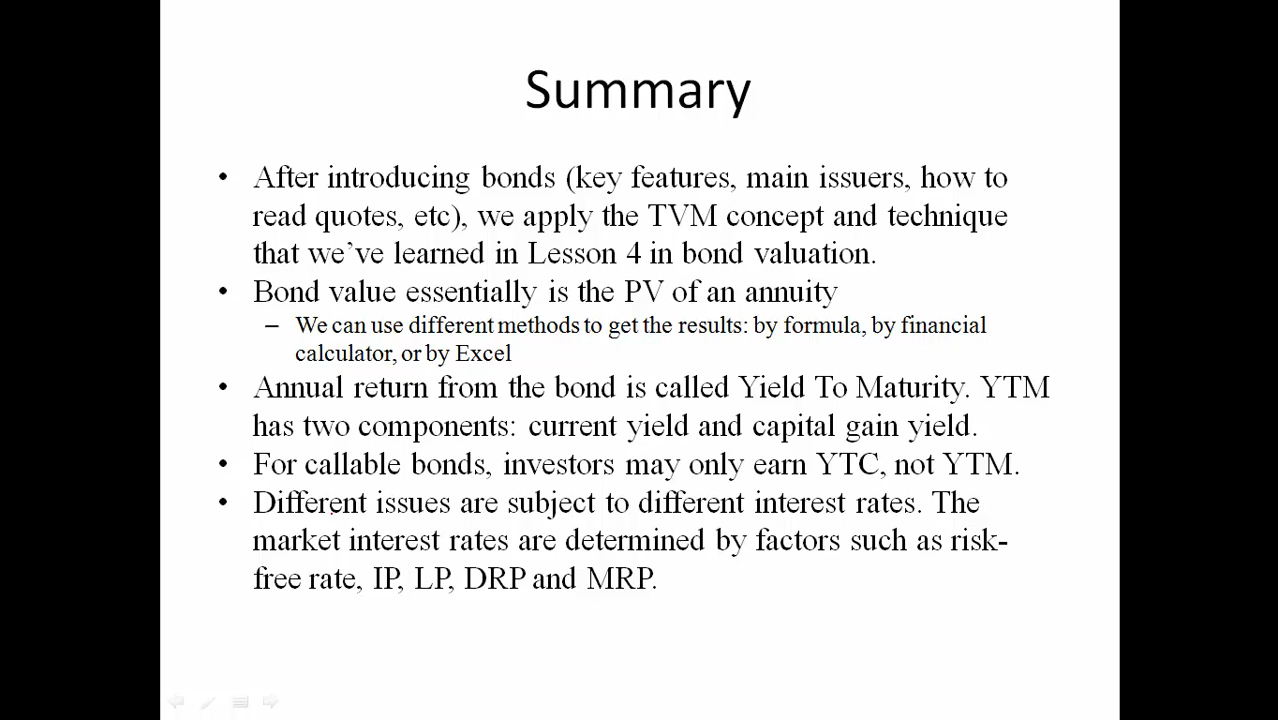 Summary
• After introducing bonds (key features, main issuers, how to
read quotes, etc), we apply the TVM concept and technique
that we’ve learned in Lesson 4 in bond valuation.
• Bond value essentially is the PV of an annuity
– We can use different methods to get the results: by formula, by financial
calculator, or by Excel
• Annual return from the bond is called Yield To Maturity. YTM
has two components: current yield and capital gain yield.
• For callable bonds, investors may only earn YTC, not YTM.
• Different issues are subject to different interest rates. The
market interest rates are determined by factors such as risk-
free rate, IP, LP, DRP and MRP.